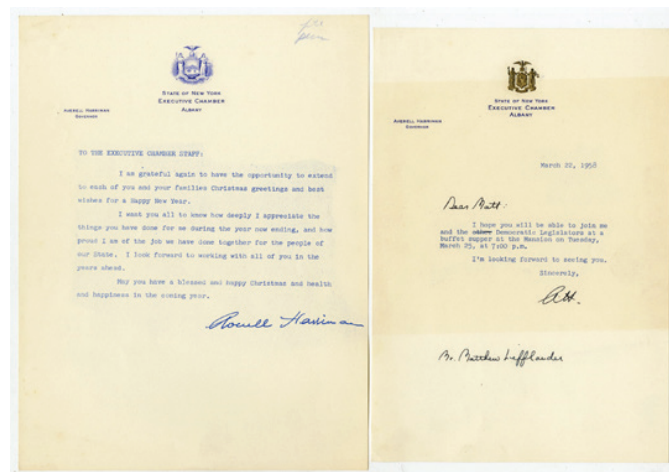 STATE OF NEW YORK
EXECUTIVE CHAMBER
ALBANY
AVERELL HARRIMAN
GOVERNOR
TO THE EXECUTIVE CHAMBER STAFF:
I am grateful again to have the opportunity to extend
to each of you and your families Christmas greetings and best
wishes for a Happy New Year.
I want you all to know how deeply I appreciate the
things you have done for me during the year now ending, and how
proud I am of the job we have done together for the people of
our State. I look forward to working with all of you in the
years ahead.
May you have a blessed and happy Christmas and health
and happiness in the coming year.
Averell Harriman
STATE OF NEW YORK
EXECUTIVE CHAMBER
ALBANY
AVERELL HARRIMAN
GOVERNOR
March 22, 1958
Dear Matt:
I hope you will be able to join me
and the other Democratic Legislators at a
buffet supper at the Mansion on Tuesday,
March 25, at 7:00 p.m.
I'm looking forward to seeing you.
Sincerely,
AH.
Mr. Matthew Lifflander